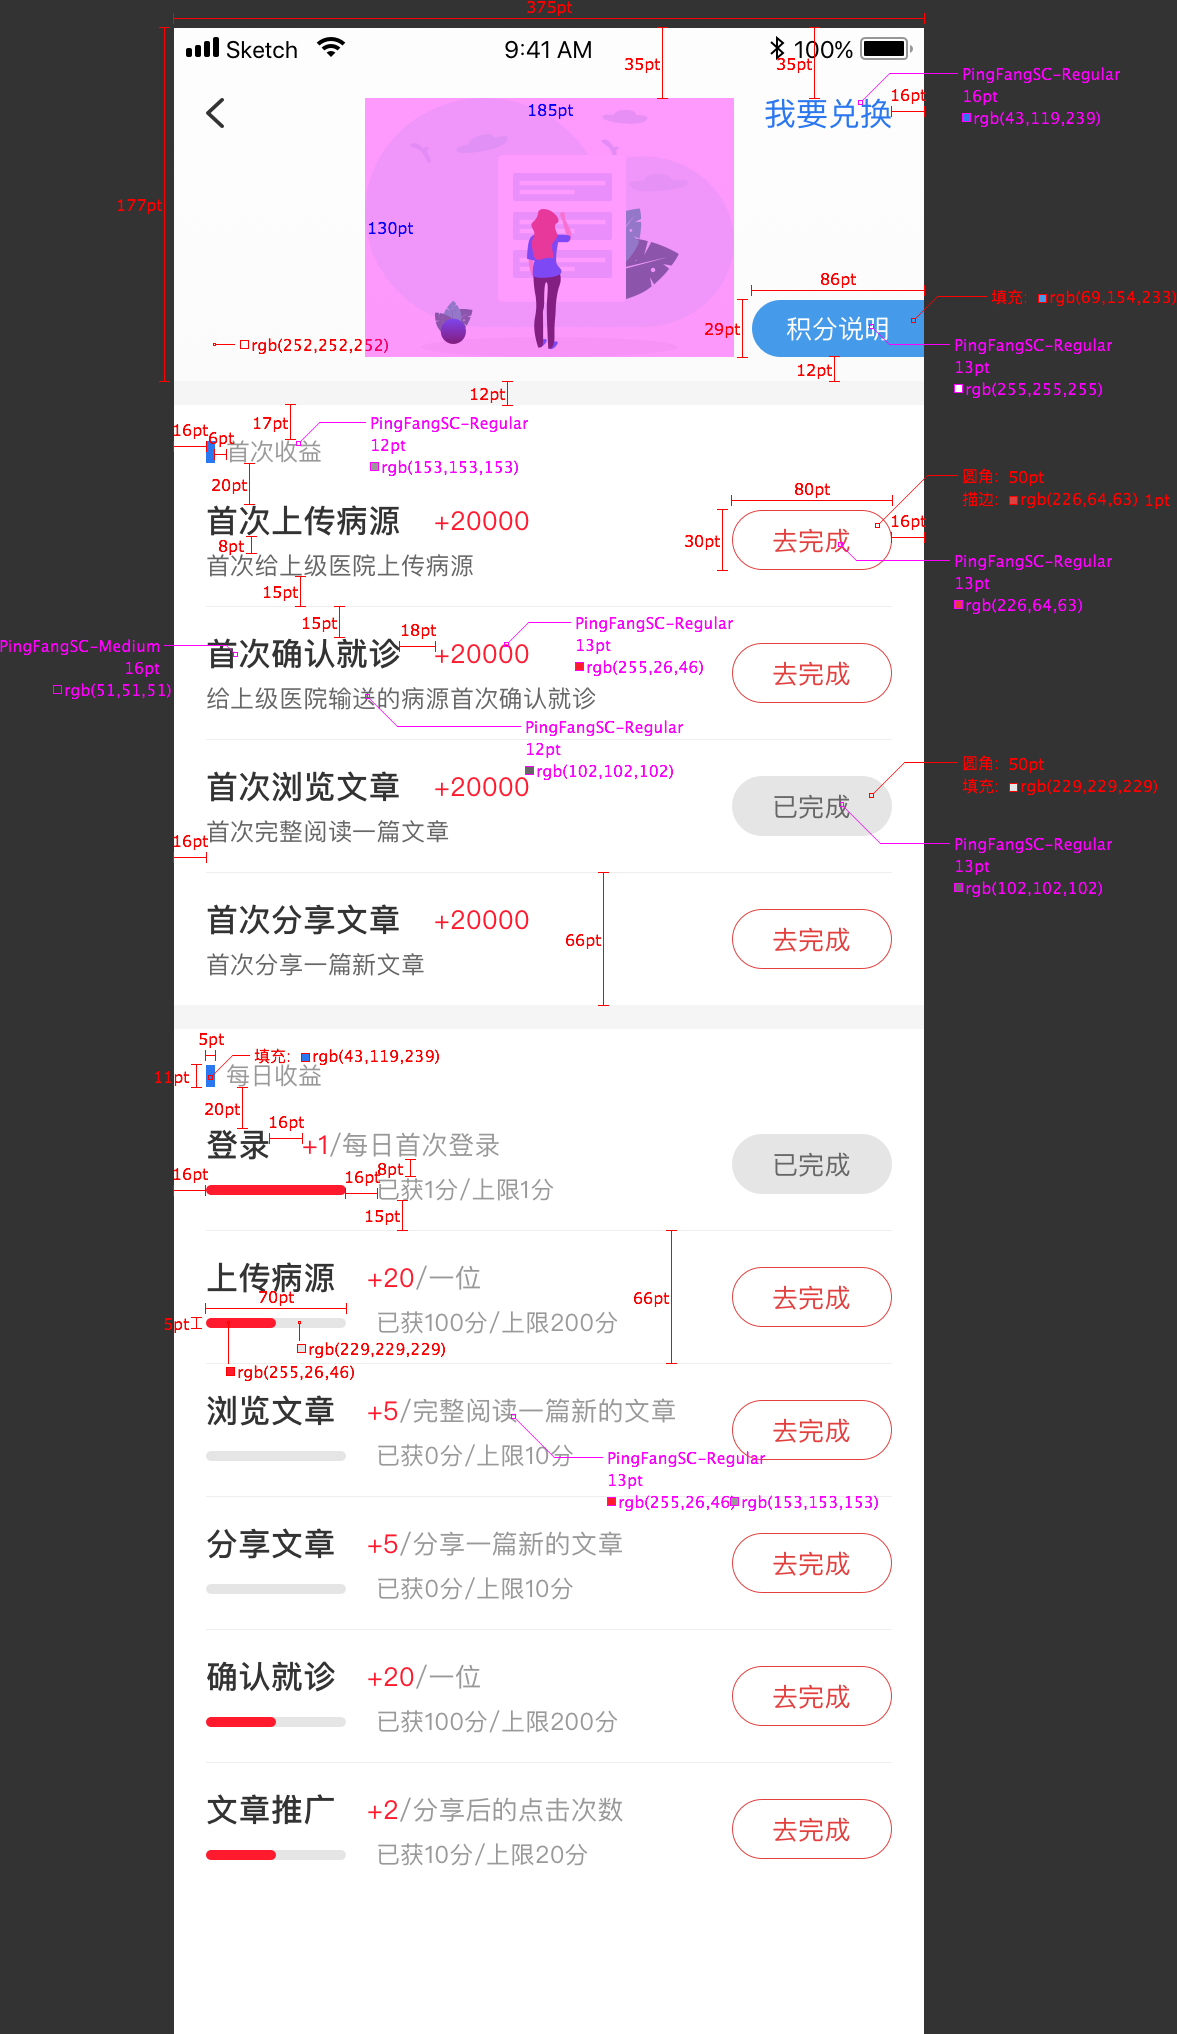 375pt
Sketch
9:41 AM
100%
35pt
35pt
PingFangSC-Regular
16pt
rgb(43,119,239)
16pt
我要兑换
185pt
177pt
130pt
86pt
填充: rgb(69,154,233)
29pt
积分说明
rgb(252,252,252)
PingFangSC-Regular
13pt
rgb(255,255,255)
12pt
12pt
17pt
PingFangSC-Regular
12pt
rgb(153,153,153)
16pt
6pt
首次收益
20pt
80pt
圆角: 50pt
描边: rgb(226,64,63) 1pt
首次上传病源
+20000
16pt
30pt
去完成
8pt
首次给上级医院上传病源
PingFangSC-Regular
13pt
rgb(226,64,63)
15pt
15pt
18pt
PingFangSC-Regular
13pt
rgb(255,26,46)
PingFangSC-Medium
16pt
rgb(51,51,51)
首次确认就诊
+20000
去完成
给上级医院输送的病源首次确认就诊
PingFangSC-Regular
12pt
rgb(102,102,102)
首次浏览文章
+20000
圆角: 50pt
填充: rgb(229,229,229)
已完成
首次完整阅读一篇文章
16pt
PingFangSC-Regular
13pt
rgb(102,102,102)
首次分享文章
+20000
66pt
去完成
首次分享一篇新文章
5pt
填充: rgb(43,119,239)
11pt
每日收益
20pt
16pt
登录
+1/每日首次登录
已完成
16pt
16pt
8pt
已获1分/上限1分
15pt
上传病源
+20/一位
70pt
66pt
去完成
5pt
已获100分/上限200分
rgb(229,229,229)
rgb(255,26,46)
浏览文章
+5/完整阅读一篇新的文章
去完成
已获0分/上限10分
PingFangSC-Regular
13pt
rgb(255,26,46) rgb(153,153,153)
分享文章
+5/分享一篇新的文章
去完成
已获0分/上限10分
确认就诊
+20/一位
去完成
已获100分/上限200分
文章推广
+2/分享后的点击次数
去完成
已获10分/上限20分